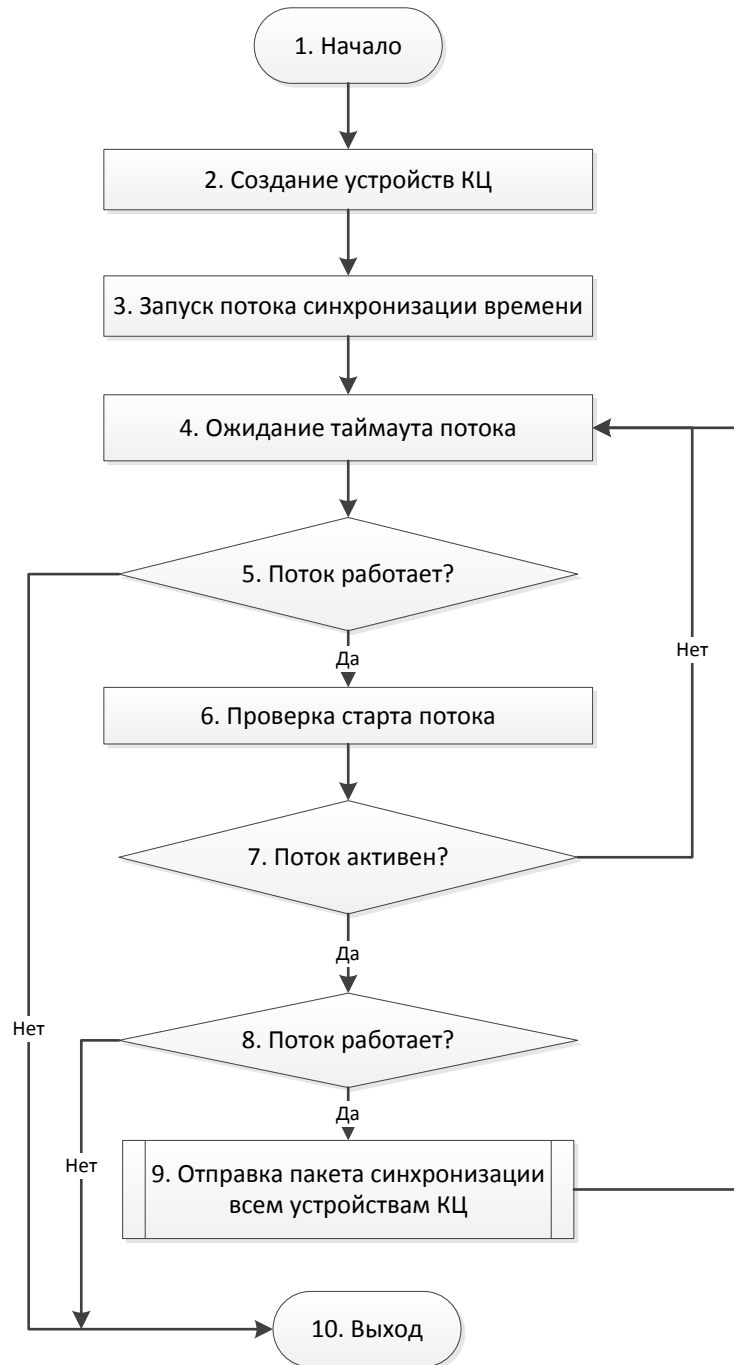 1. Начало
2. Создание устройств КЦ
3. Запуск потока синхронизации времени
4. Ожидание таймаута потока
5. Поток работает?
Да
Нет
6. Проверка старта потока
7. Поток активен?
Да
Нет
8. Поток работает?
Да
Нет
9. Отправка пакета синхронизации
всем устройствам КЦ
10. Выход